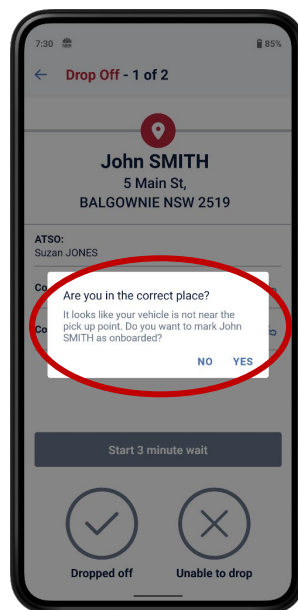 7:30
85%
Drop Off - 1 of 2
John SMITH
5 Main St,
BALGOWNIE NSW 2519
ATSO:
Suzan JONES
Co
Are you in the correct place?
It looks like your vehicle is not near the
pick up point. Do you want to mark John
SMITH as onboarded?
Co
NO YES
Start 3 minute wait
Dropped off Unable to drop